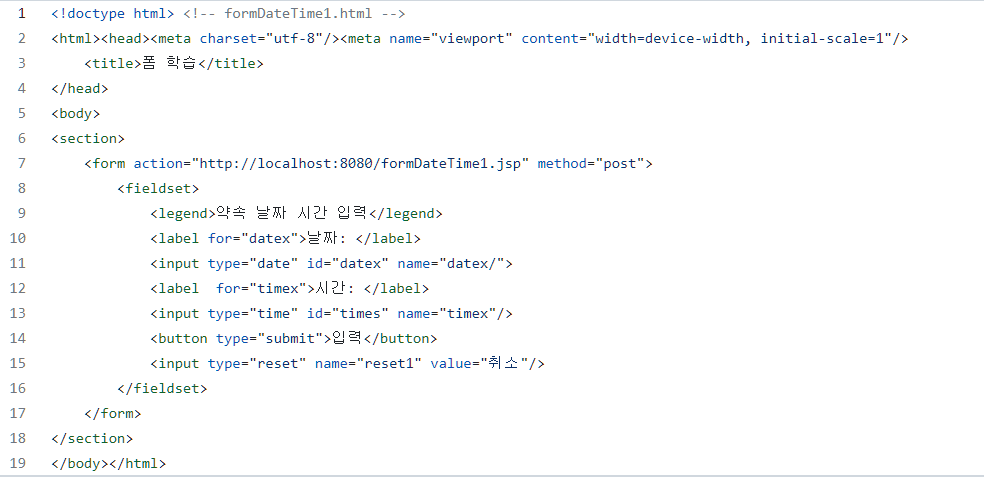 1 <!doctype html> <!-- formDateTime1.html -->
2 <html><head><meta charset="utf-8"/><meta name="viewport" content="width=device-width, initial-scale=1"/>
3 <title>폼 학습</title>
4 </head>
5 <body>
6 <section>
7 <form action="http://localhost:8080/formDateTime1.jsp" method="post">
8 <fieldset>
9 <legend>약속 날짜 시간 입력</legend>
10 <label for="datex">날짜: </label>
11 <input type="date" id="datex" name="datex/">
12 <label  for="timex">시간: </label>
13 <input type="time" id="times" name="timex"/>
14 <button type="submit">입력</button>
15 <input type="reset" name="reset1" value="취소"/>
16 </fieldset>
17 </form>
18 </section>
19 </body></html>